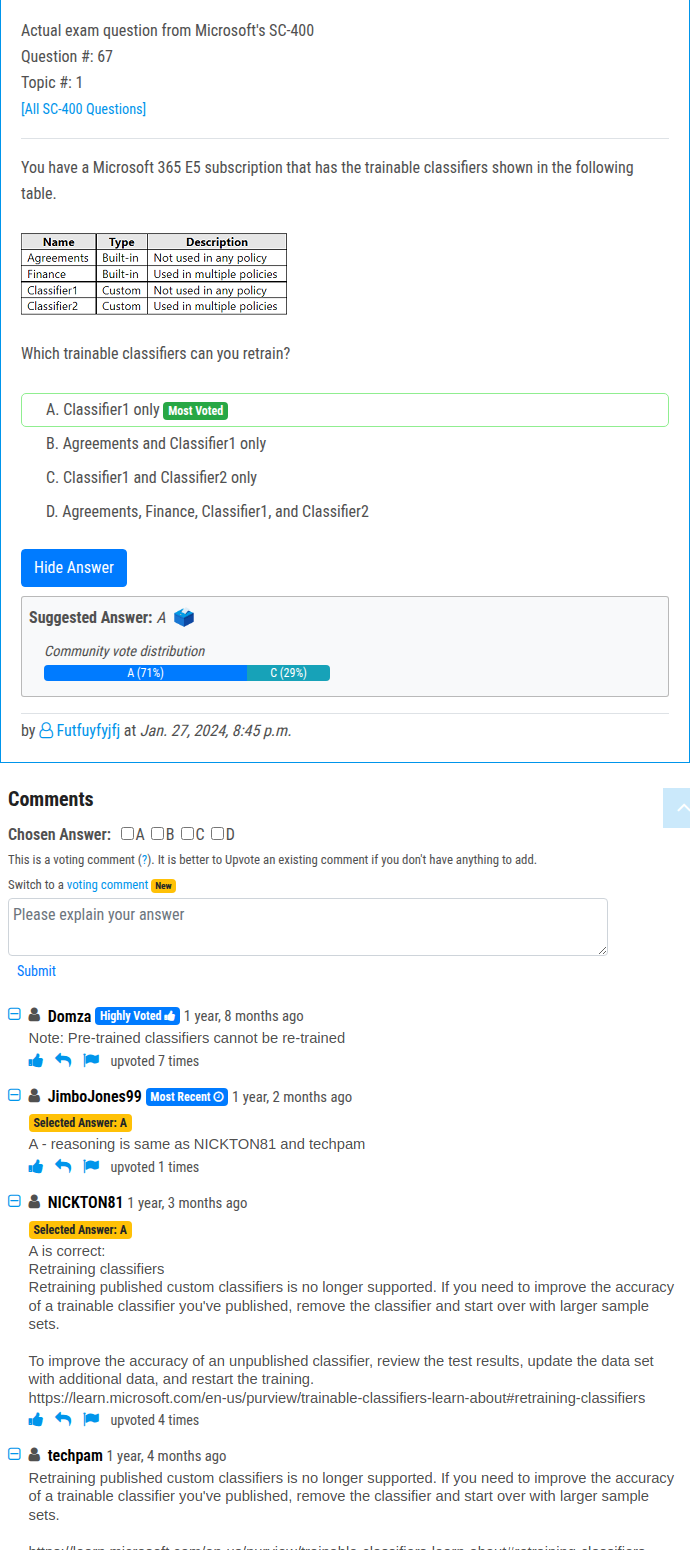 Actual exam question from Microsoft's SC-400
Question #: 67
Topic #: 1
[All SC-400 Questions]
You have a Microsoft 365 E5 subscription that has the trainable classifiers shown in the following
table.
Name Type Description
Agreements Built-in Not used in any policy
Finance Built-in Used in multiple policies
Classifier1 Custom Not used in any policy
Classifier2 Custom Used in multiple policies
Which trainable classifiers can you retrain?
A. Classifier1 only Most Voted
B. Agreements and Classifier1 only
C. Classifier1 and Classifier2 only
D. Agreements, Finance, Classifier1, and Classifier2
Hide Answer
Suggested Answer: A
Community vote distribution
A (71%) C (29%)
by Futfuyfyjfj at Jan. 27, 2024, 8:45 p.m.
Comments
Chosen Answer: A B C D
This is a voting comment (?). It is better to Upvote an existing comment if you don't have anything to add.
Switch to a voting comment New
Please explain your answer
Submit
Domza Highly Voted 1 year, 8 months ago
Note: Pre-trained classifiers cannot be re-trained
upvoted 7 times
JimboJones99 Most Recent 1 year, 2 months ago
Selected Answer: A
A - reasoning is same as NICKTON81 and techpam
upvoted 1 times
NICKTON81 1 year, 3 months ago
Selected Answer: A
A is correct:
Retraining classifiers
Retraining published custom classifiers is no longer supported. If you need to improve the accuracy
of a trainable classifier you've published, remove the classifier and start over with larger sample
sets.
To improve the accuracy of an unpublished classifier, review the test results, update the data set
with additional data, and restart the training.
https://learn.microsoft.com/en-us/purview/trainable-classifiers-learn-about#retraining-classifiers
upvoted 4 times
techpam 1 year, 4 months ago
Retraining published custom classifiers is no longer supported. If you need to improve the accuracy
of a trainable classifier you've published, remove the classifier and start over with larger sample
sets.
https://learn.microsoft.com/en-us/purview/trainable-classifiers-learn-about#retraining-classifiers